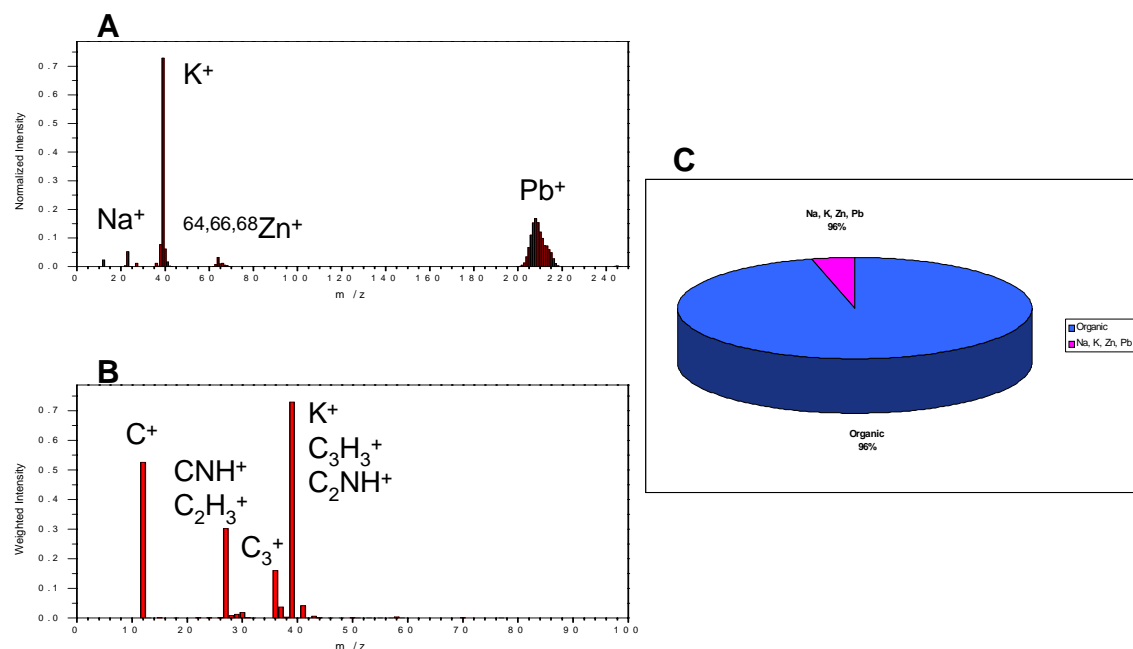 A
Normalized Intensity
0.7
0.6
0.5
0.4
0.3
0.2
0.1
0.0
K⁺
Na⁺
⁶⁴,⁶⁶,⁶⁸Zn⁺
Pb⁺
0 20 40 60 80 100 120 140 160 180 200 220 240
m /z
B
Weighted Intensity
0.7
0.6
0.5
0.4
0.3
0.2
0.1
0.0
C⁺
CNH⁺
C₂H₃⁺
C₃⁺
K⁺
C₃H₃⁺
C₂NH⁺
0 10 20 30 40 50 60 70 80 90 100
m /z
C
Na, K, Zn, Pb
96%
Organic
Na, K, Zn, Pb
Organic
96%